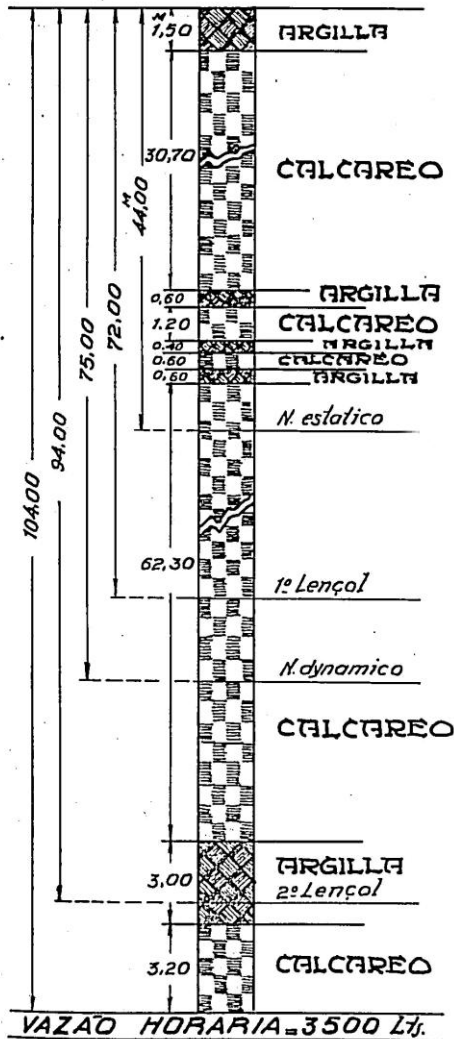 M
1,50 ARGILLA
30,70 CALCAREO
M
44,00
72,00
75,00
94,00
104,00
0,60 ARGILLA
1.20 CALCAREO
0.40 ARGILLA
0.60 CALCAREO
0,60 ARGILLA
N. estatico
62,30
1º Lençol
N. dynamico
CALCAREO
3,00 ARGILLA
2º Lençol
3,20 CALCAREO
VAZÃO HORARIA = 3500 Lts.